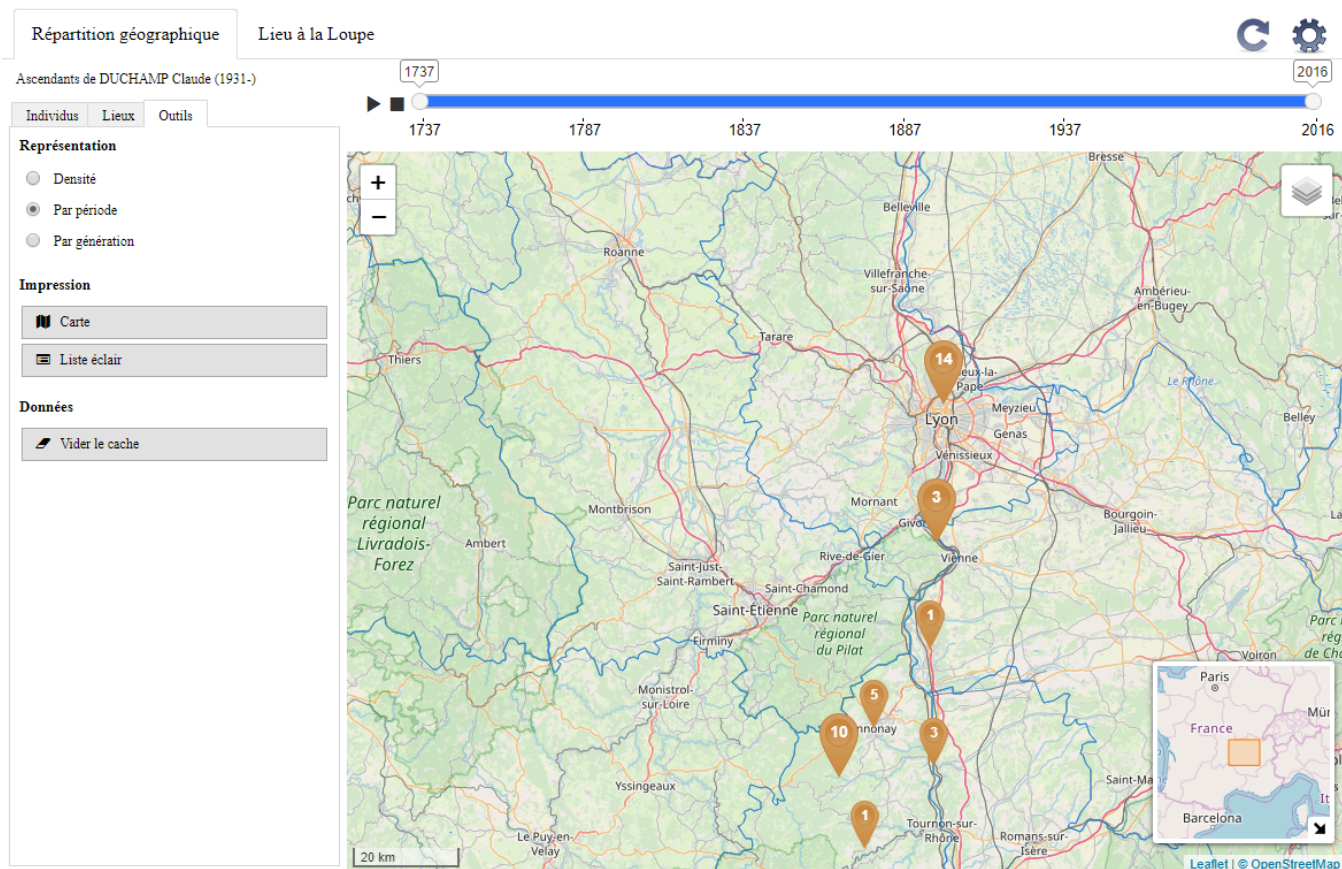 Répartition géographique
Lieu à la Loupe
Ascendants de DUCHAMP Claude (1931-)
1737
2016
Individus
Lieux
Outils
1737
1787
1837
1887
1937
2016
Représentation
Densité
Par période
Par génération
Impression
Carte
Liste éclair
Données
Vider le cache
+
−
Bresse
Belleville
Roanne
Villefranche-
sur-Saône
Ambérieu-
en-Bugey
Tarare
Thiers
14
Pape
Le Rhône
Meyzieu
Belley
Lyon
Genas
Vénissieux
3
Mornant
Parc naturel
régional
Livradois-
Forez
Montbrison
Bourgoin-
Jallieu
Ambert
Rive-de-Gier
Vienne
Saint-Just-
Saint-Rambert
Saint-Chamond
Saint-Étienne
Parc naturel
régional
du Pilat
1
Firminy
Voiron
Monistrol-
sur-Loire
5
10
3
Yssingeaux
1
Tournon-sur-
Rhône
Romans-sur-
Isère
Le Puy-en-
Velay
20 km
Paris
France
Barcelona
Leaflet | © OpenStreetMap